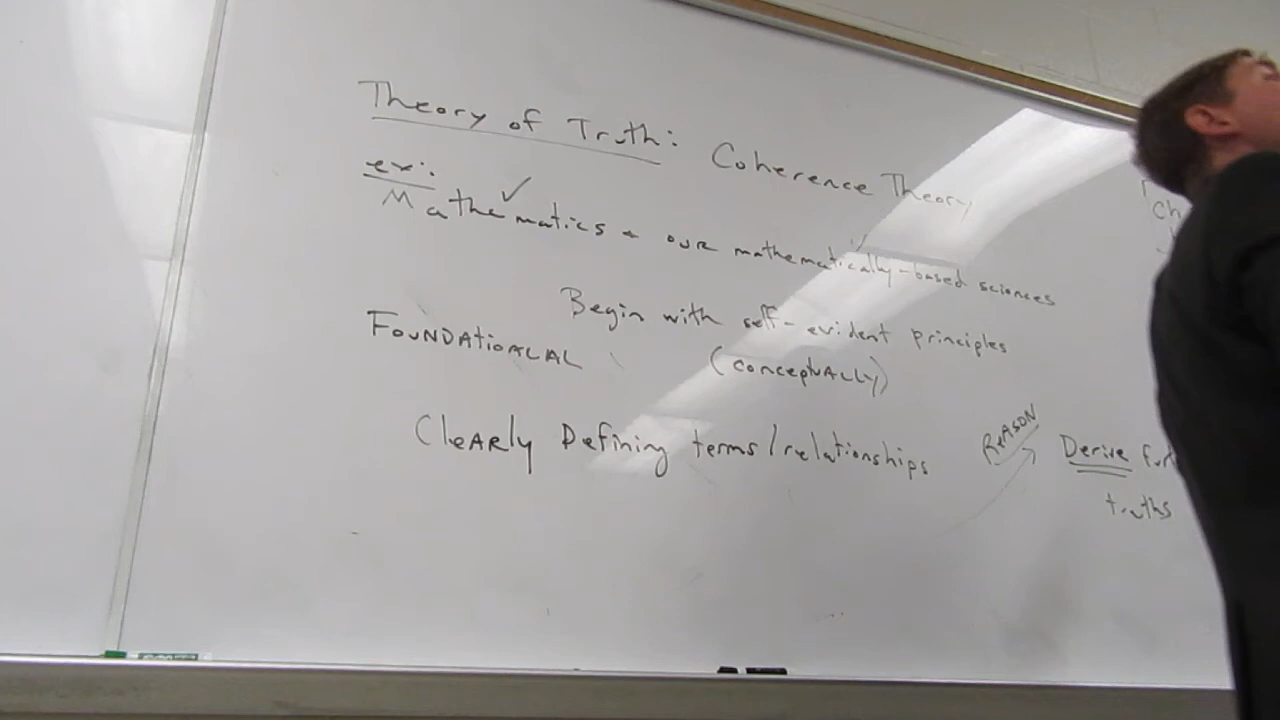 Theory of Truth: Coherence Theory
ex:
Mathematics + our mathematically-based sciences
Begin with self-evident principles
FOUNDATIONAL
(conceptually)
Clearly Defining terms/relationships
REASON
Derive
truths
Ch